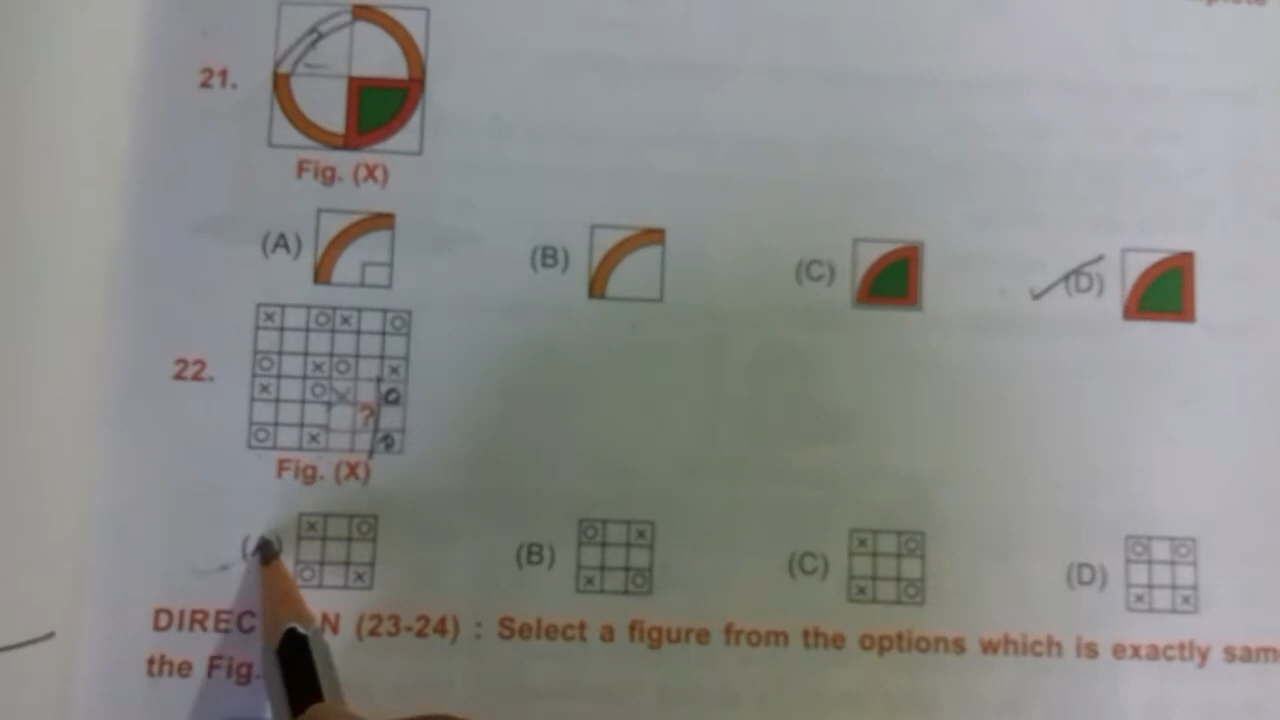 21.
Fig. (X)
(A) (B) (C) (D)
X O X O
O X O X
22.
X O X O
?
O X
Fig. (X)
X O O X X O O O
(B) (C) (D)
O X X O X O X X
DIREC N (23-24) : Select a figure from the options which is exactly sam
the Fig.